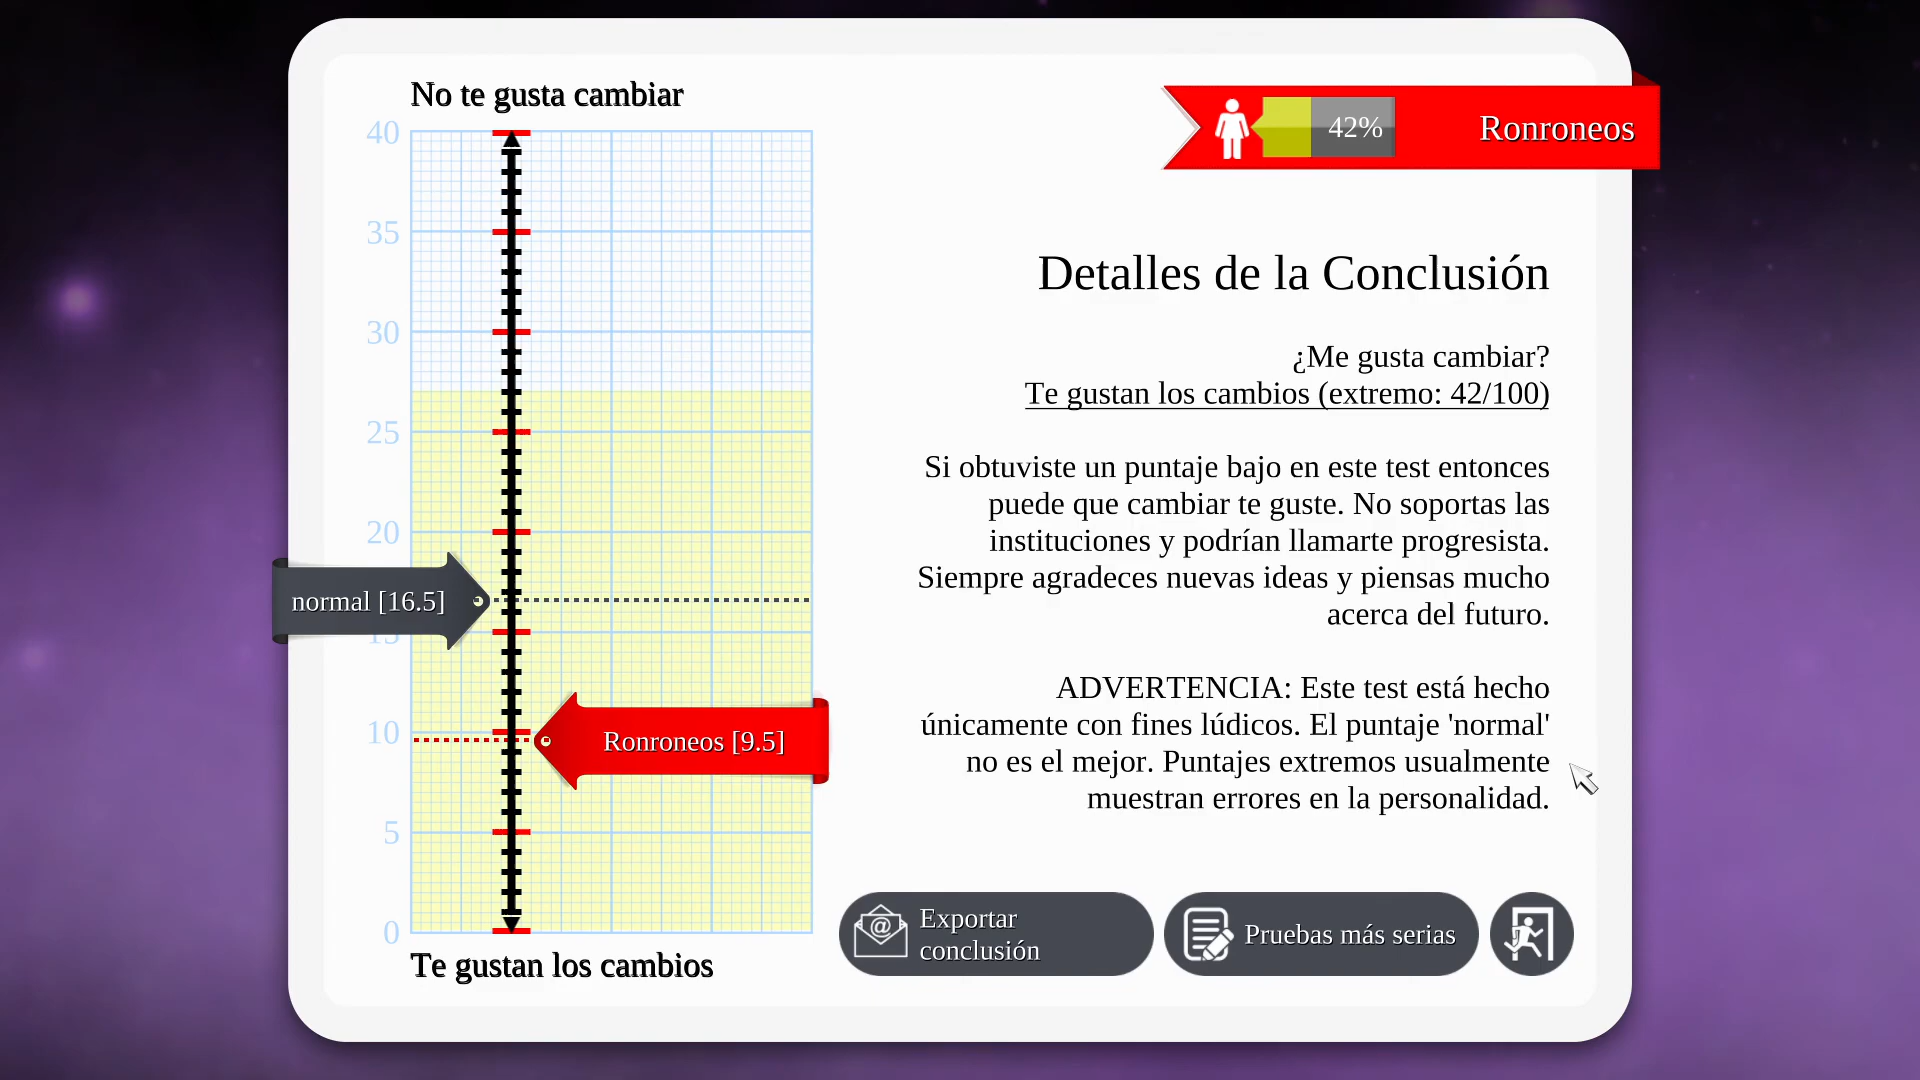 No te gusta cambiar
40
35
30
25
20
15
10
5
0
normal [16.5]
Ronroneos [9.5]
Te gustan los cambios
42%
Ronroneos
Detalles de la Conclusión
¿Me gusta cambiar?
Te gustan los cambios (extremo: 42/100)
Si obtuviste un puntaje bajo en este test entonces
puede que cambiar te guste. No soportas las
instituciones y podrían llamarte progresista.
Siempre agradeces nuevas ideas y piensas mucho
acerca del futuro.
ADVERTENCIA: Este test está hecho
únicamente con fines lúdicos. El puntaje 'normal'
no es el mejor. Puntajes extremos usualmente
muestran errores en la personalidad.
Exportar
conclusión
Pruebas más serias